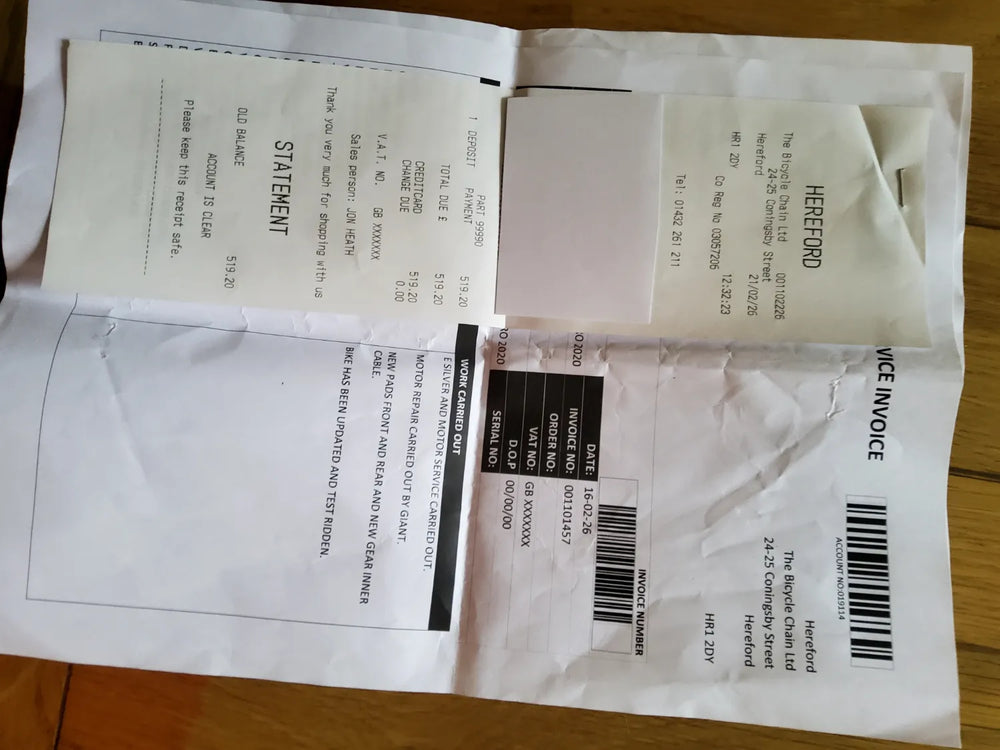 HEREFORD
The Bicycle Chain Ltd 001102226
24-25 Coningsby Street
Hereford 21/02/26
HR1 2DY 12:32:23
Co Reg No 03057206
Tel: 01432 261 211
PART 99990
1 DEPOSIT PAYMENT 519.20
TOTAL DUE £ 519.20
CREDITCARD 519.20
CHANGE DUE 0.00
V.A.T. NO. GB XXXXXXX
Sales person: JON HEATH
Thank you very much for shopping with us
STATEMENT
OLD BALANCE 519.20
ACCOUNT IS CLEAR
Please keep this receipt safe.
VICE INVOICE
ACCOUNT NO:019114
Hereford
The Bicycle Chain Ltd
24-25 Coningsby Street
Hereford
HR1 2DY
INVOICE NUMBER
DATE: 16-02-26
INVOICE NO: 001101457
ORDER NO:
VAT NO: GB XXXXXXX
D.O.P 00/00/00
SERIAL NO:
O 2020
RO 2020
WORK CARRIED OUT
E SILVER AND MOTOR SERVICE CARRIED OUT.
MOTOR REPAIR CARRIED OUT BY GIANT.
NEW PADS FRONT AND REAR AND NEW GEAR INNER
CABLE.
BIKE HAS BEEN UPDATED AND TEST RIDDEN.